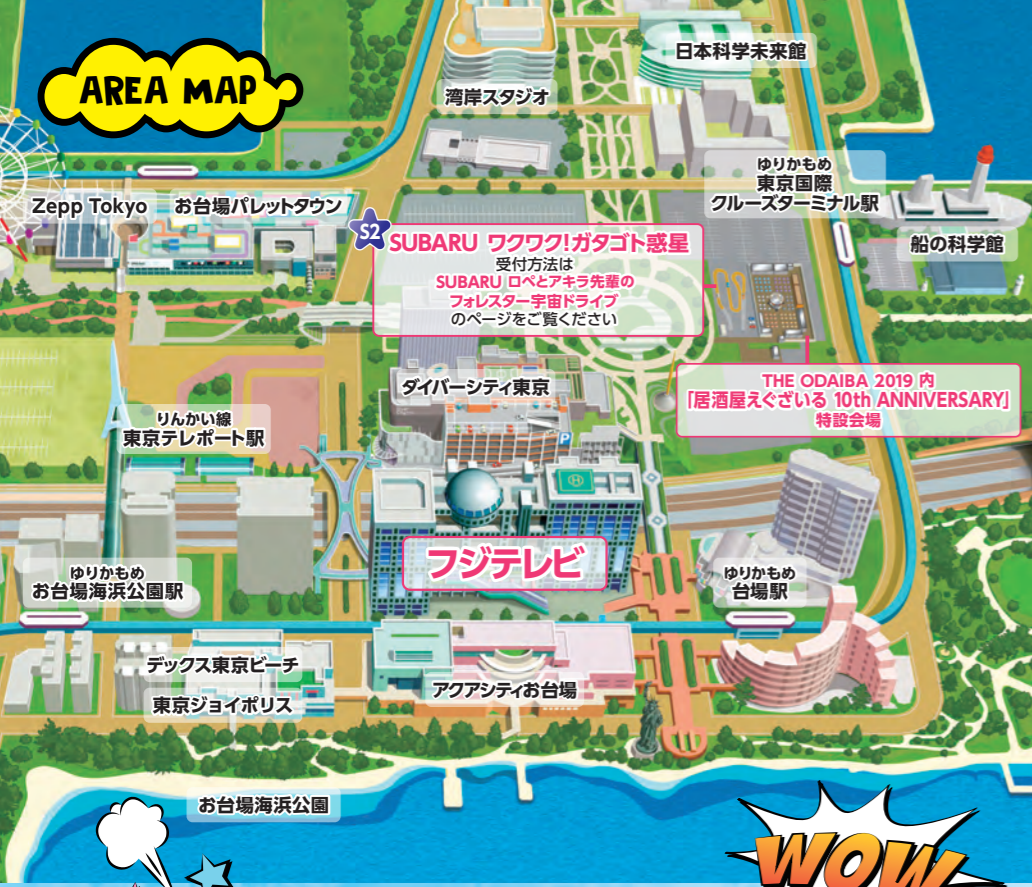 AREA MAP
日本科学未来館
湾岸スタジオ
ゆりかもめ
東京国際
クルーズターミナル駅
Zepp Tokyo
お台場パレットタウン
船の科学館
S2
SUBARU ワクワク!ガタゴト惑星
受付方法は
SUBARU ロペとアキラ先輩の
フォレスター宇宙ドライブ
のページをご覧ください
ダイバーシティ東京
P
THE ODAIBA 2019 内
「居酒屋えぐざいる 10th ANNIVERSARY」
特設会場
りんかい線
東京テレポート駅
H
フジテレビ
ゆりかもめ
お台場海浜公園駅
ゆりかもめ
台場駅
デックス東京ビーチ
東京ジョイポリス
アクアシティお台場
お台場海浜公園
WOW